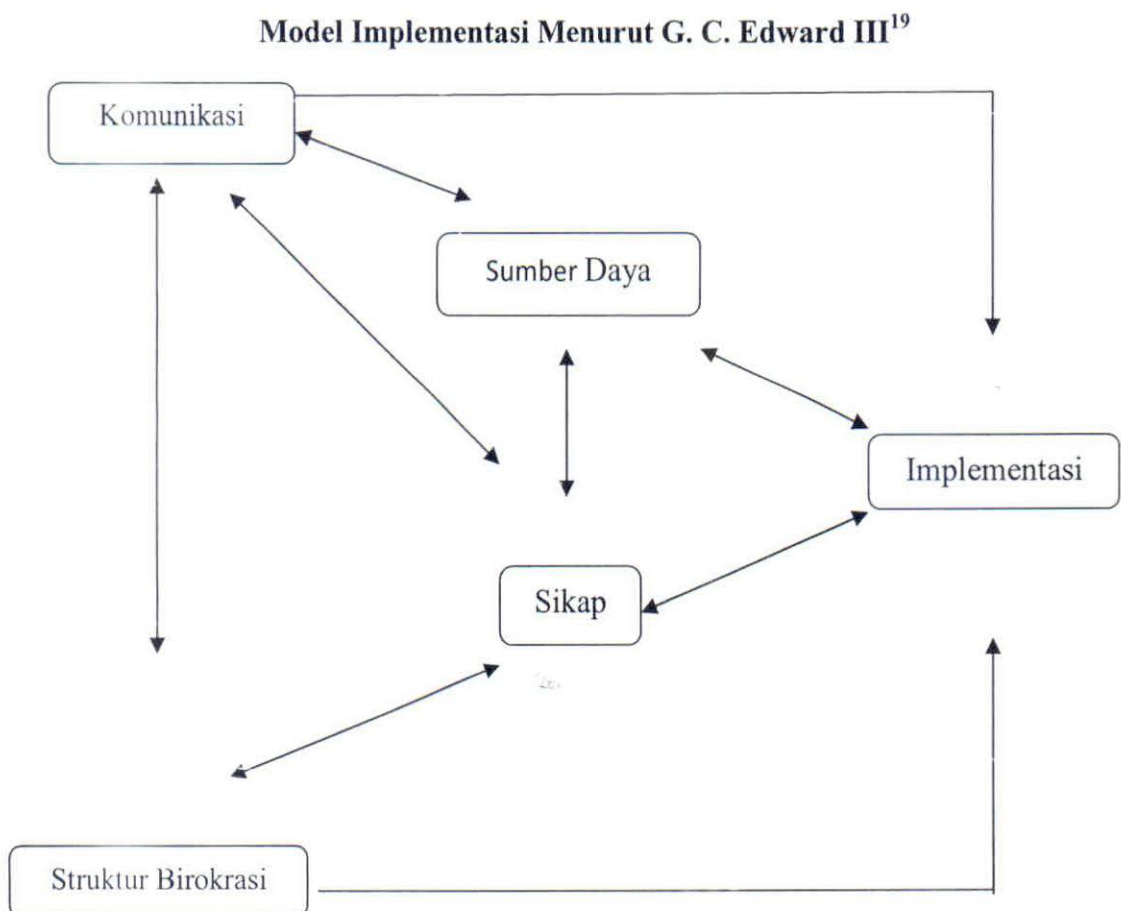 Model Implementasi Menurut G. C. Edward III¹⁹
Komunikasi
Sumber Daya
Implementasi
Sikap
Struktur Birokrasi